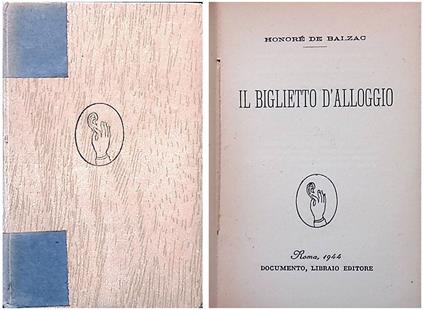 HONORÉ DE BALZAC
IL BIGLIETTO D'ALLOGGIO
Roma, 1944
DOCUMENTO, LIBRAIO EDITORE